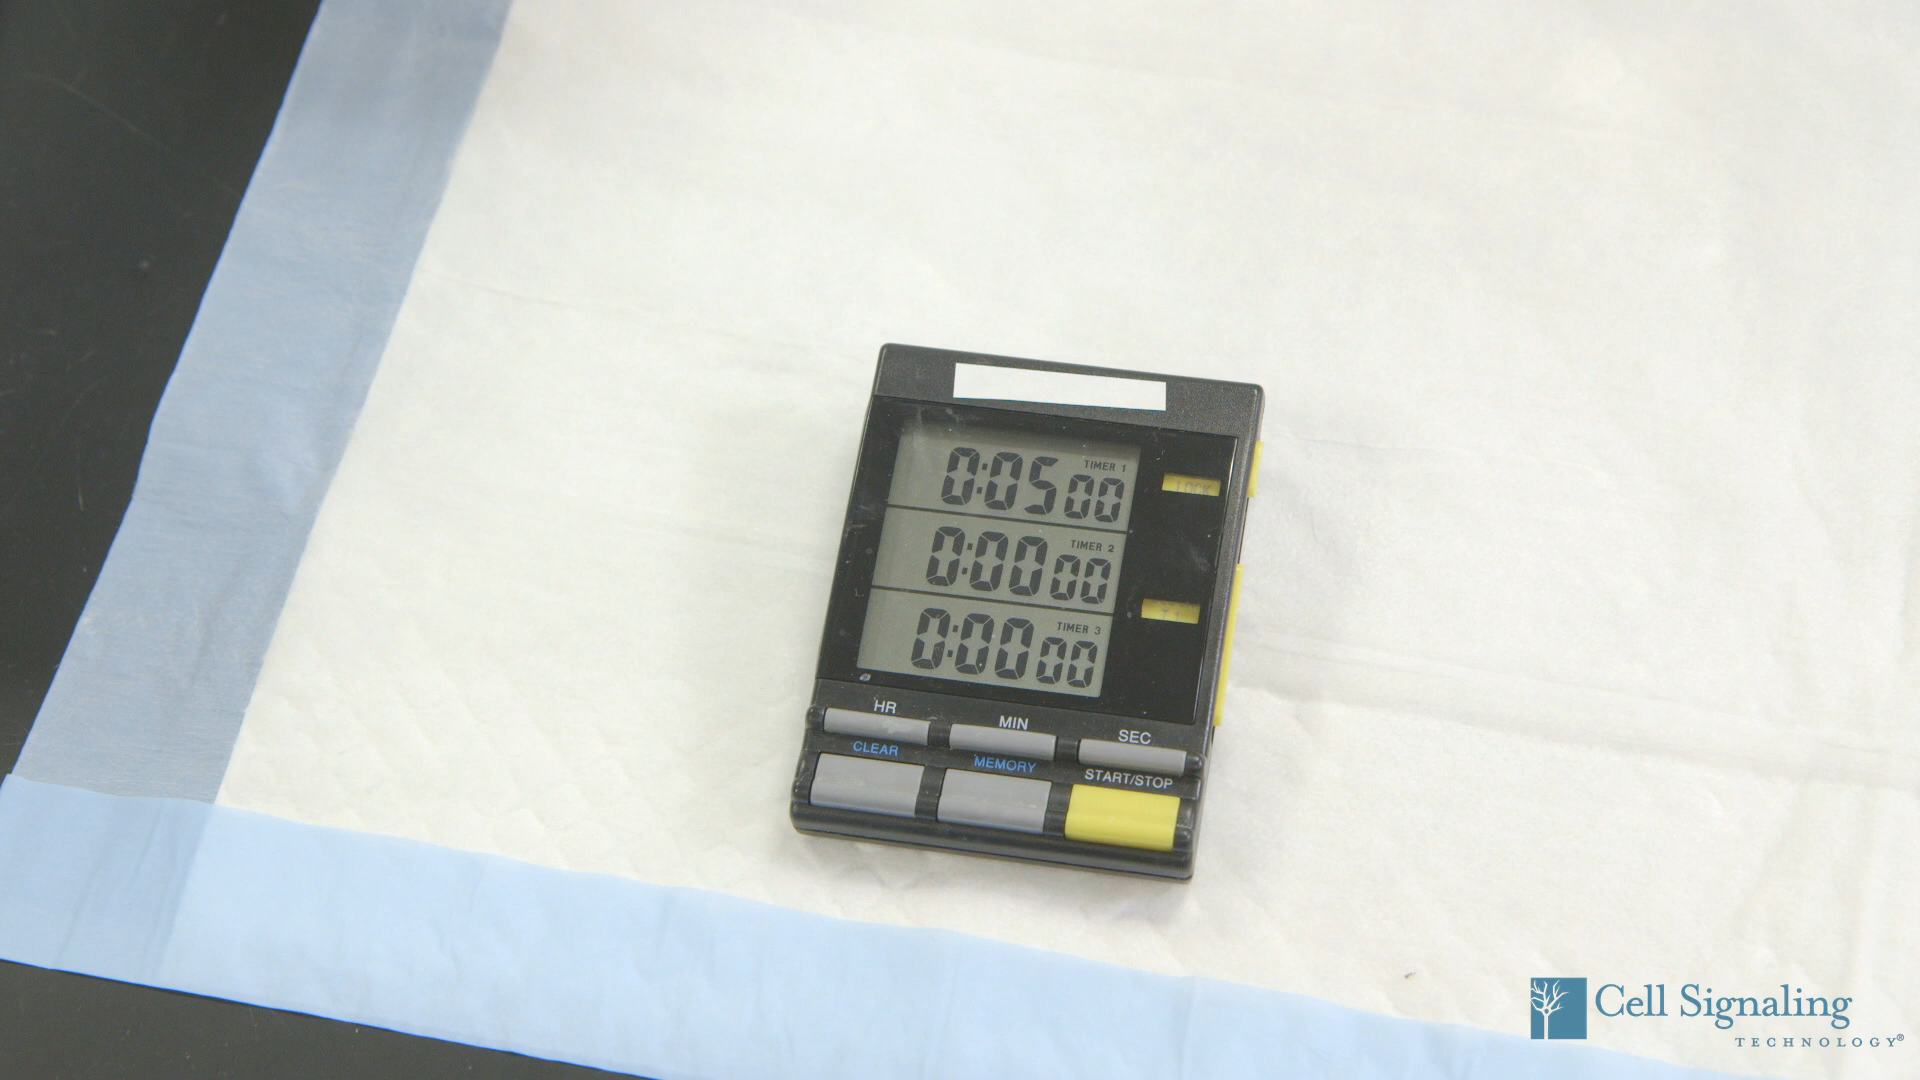 TIMER 1
0:05 00
LOCK
TIMER 2
0:00 00
TIMER 3
0:00 00
HR
MIN
SEC
CLEAR
MEMORY
START/STOP
Cell Signaling
TECHNOLOGY®